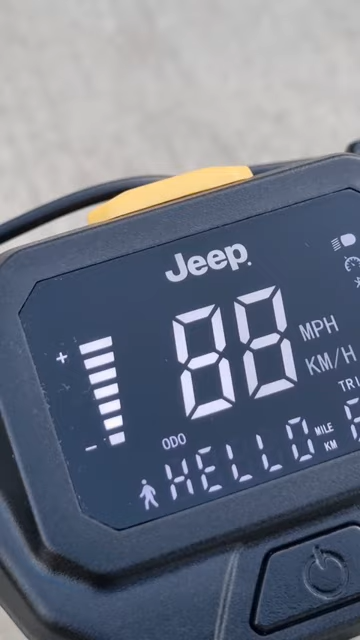 Jeep
+
88
MPH
KM/H
-
ODO
TRI
HELLO
MILE
KM